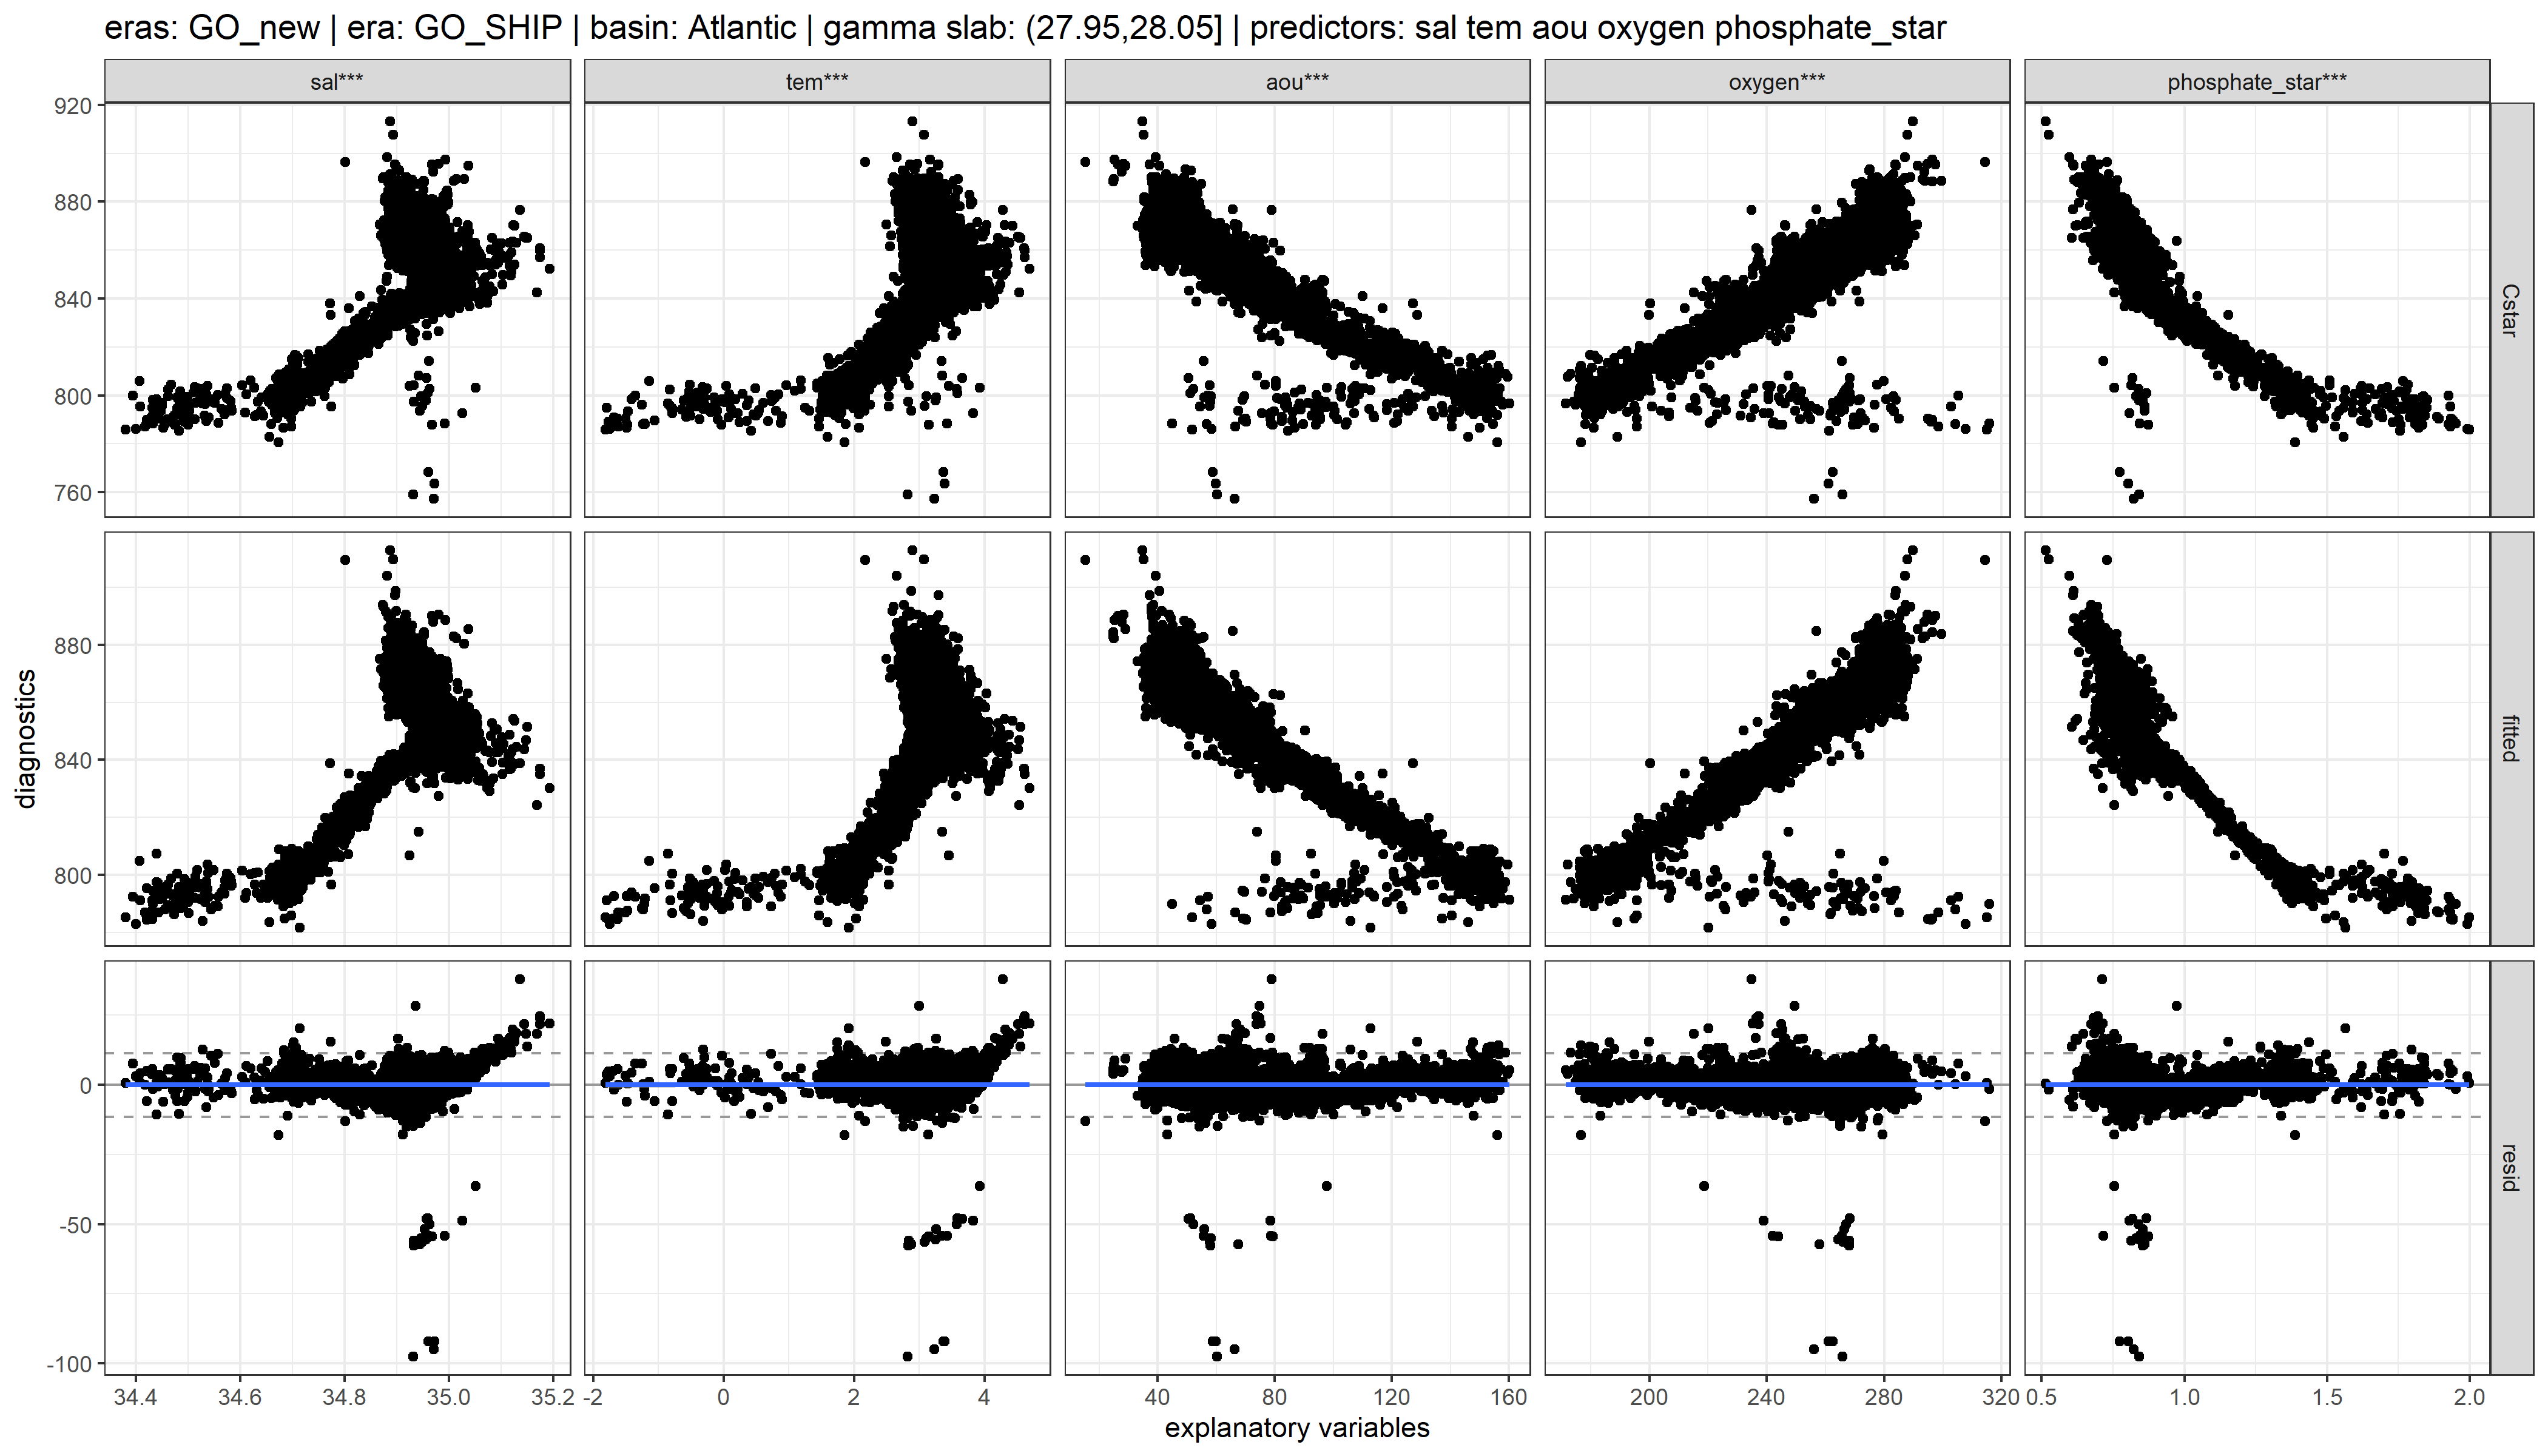 eras: GO_new | era: GO_SHIP | basin: Atlantic | gamma slab: (27.95,28.05] | predictors: sal tem aou oxygen phosphate_star
sal*** tem*** aou*** oxygen*** phosphate_star***
920
880
840
800
760
Cstar
880
840
800
fitted
diagnostics
0
-50
-100
resid
34.4 34.6 34.8 35.0 35.2 -2 0 2 4 40 80 120 160 200 240 280 320 0.5 1.0 1.5 2.0
explanatory variables